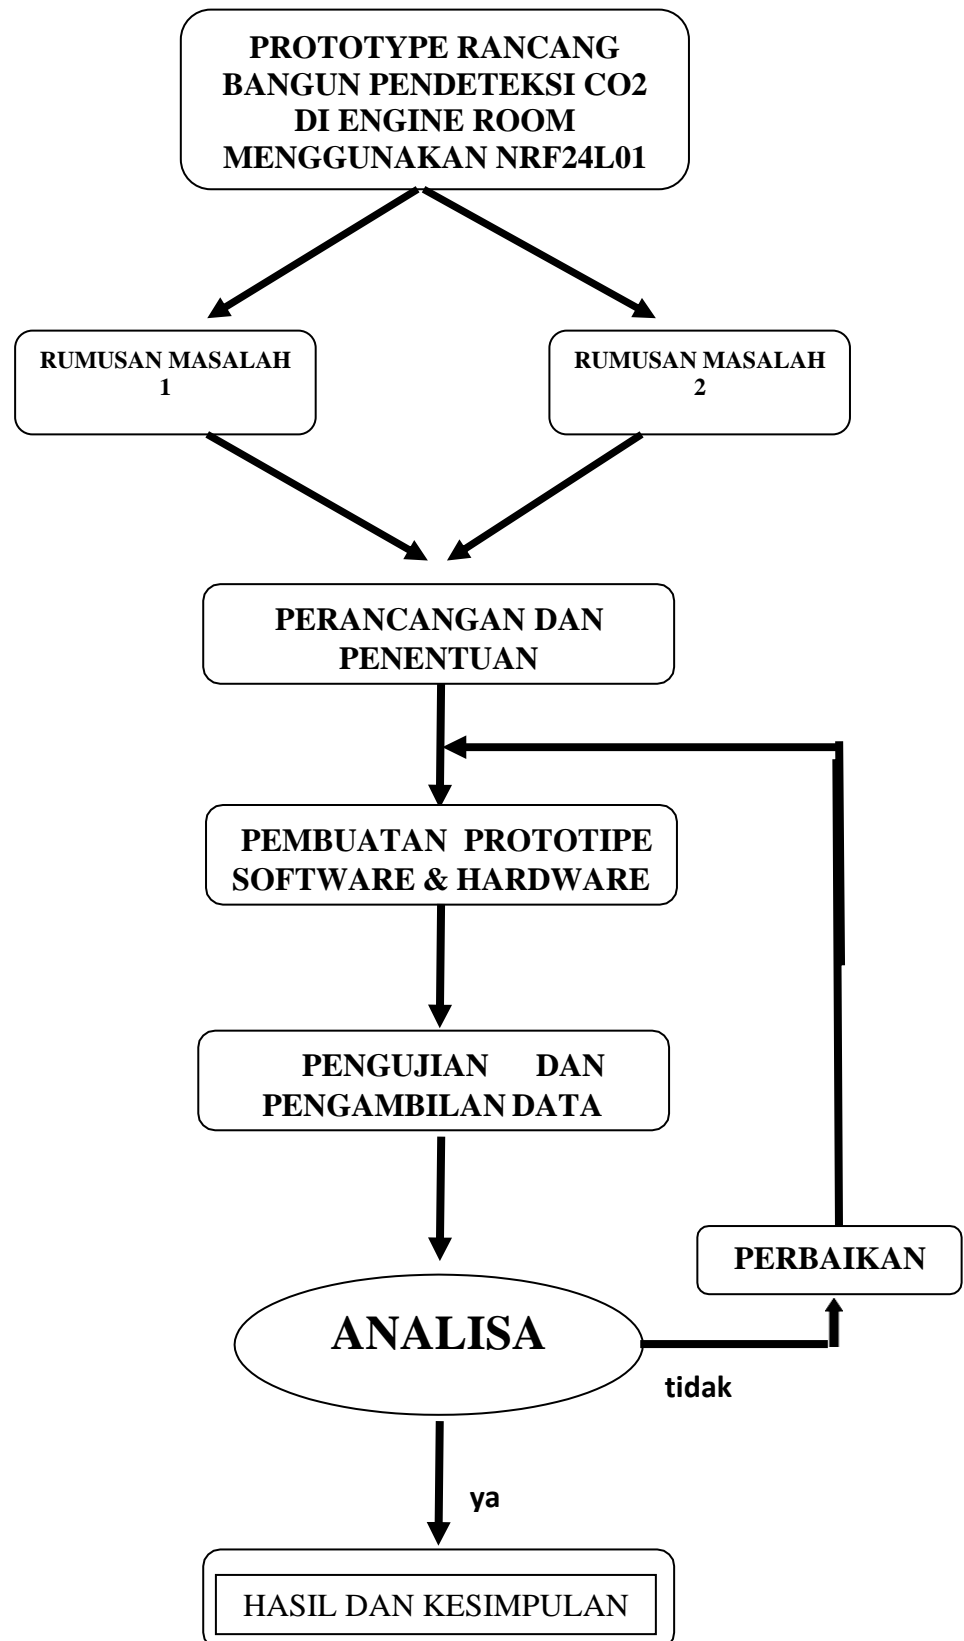 PROTOTYPE RANCANG
BANGUN PENDETEKSI CO2
DI ENGINE ROOM
MENGGUNAKAN NRF24L01
RUMUSAN MASALAH
1
RUMUSAN MASALAH
2
PERANCANGAN DAN
PENENTUAN
PEMBUATAN PROTOTIPE
SOFTWARE & HARDWARE
PENGUJIAN DAN
PENGAMBILAN DATA
PERBAIKAN
ANALISA
tidak
ya
HASIL DAN KESIMPULAN